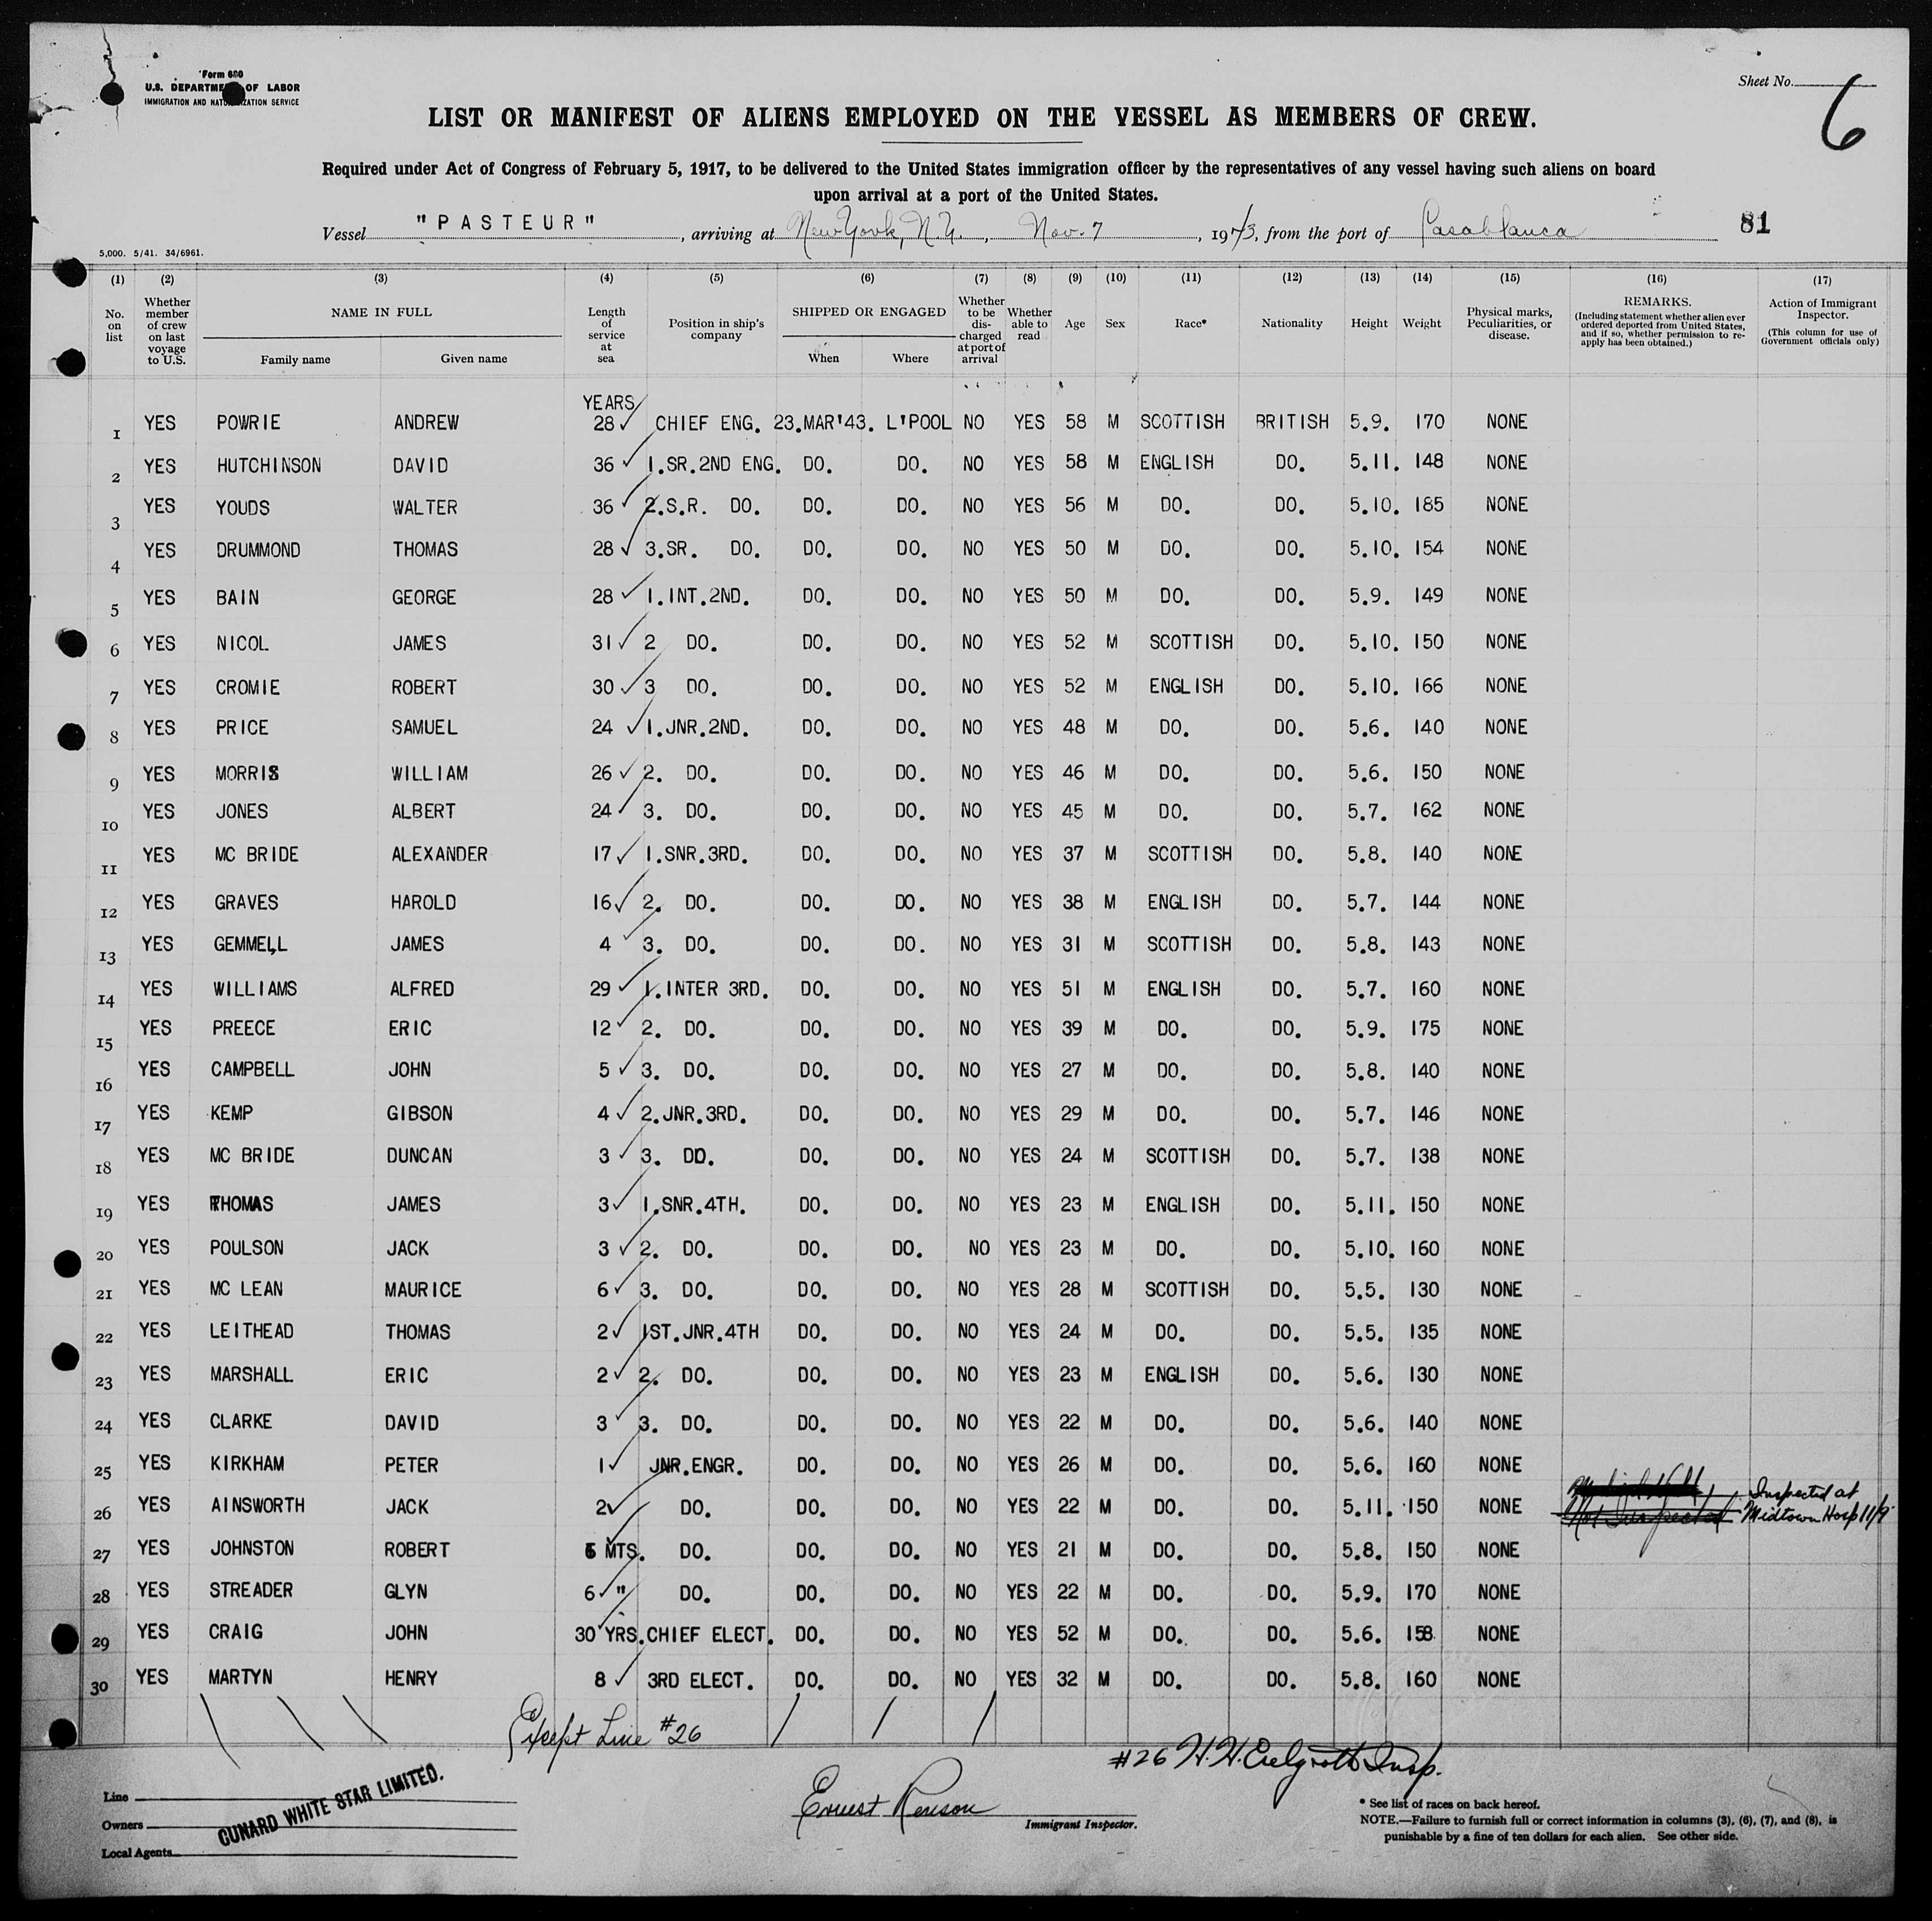 Form 680
U.S. DEPARTMENT OF LABOR
IMMIGRATION AND NATURALIZATION SERVICE
Sheet No. 6
LIST OR MANIFEST OF ALIENS EMPLOYED ON THE VESSEL AS MEMBERS OF CREW.
Required under Act of Congress of February 5, 1917, to be delivered to the United States immigration officer by the representatives of any vessel having such aliens on board
upon arrival at a port of the United States.
Vessel "PASTEUR", arriving at New York, N.Y., Nov. 7, 1943, from the port of Casablanca 81
5,000. 5/41. 34/6961.
(1) (2) (3) (4) (5) (6) (7) (8) (9) (10) (11) (12) (13) (14) (15) (16) (17)
No. on list Whether member of crew on last voyage to U.S. NAME IN FULL Family name Given name Length of service at sea Position in ship's company SHIPPED OR ENGAGED When Where Whether to be discharged at port of arrival Whether able to read Age Sex Race* Nationality Height Weight Physical marks, Peculiarities, or disease. REMARKS. (Including statement whether alien ever ordered deported from United States, and if so, whether permission to re-apply has been obtained.) Action of Immigrant Inspector. (This column for use of Government officials only)
YEARS
1 YES POWRIE ANDREW 28 CHIEF ENG. 23.MAR'43. L'POOL NO YES 58 M SCOTTISH BRITISH 5.9. 170 NONE
2 YES HUTCHINSON DAVID 36 1.SR.2ND ENG. DO. DO. NO YES 58 M ENGLISH DO. 5.11. 148 NONE
3 YES YOUDS WALTER 36 2.S.R. DO. DO. DO. NO YES 56 M DO. DO. 5.10. 185 NONE
4 YES DRUMMOND THOMAS 28 3.SR. DO. DO. DO. NO YES 50 M DO. DO. 5.10. 154 NONE
5 YES BAIN GEORGE 28 1.INT.2ND. DO. DO. NO YES 50 M DO. DO. 5.9. 149 NONE
6 YES NICOL JAMES 31 2 DO. DO. DO. NO YES 52 M SCOTTISH DO. 5.10. 150 NONE
7 YES CROMIE ROBERT 30 3 DO. DO. DO. NO YES 52 M ENGLISH DO. 5.10. 166 NONE
8 YES PRICE SAMUEL 24 1.JNR.2ND. DO. DO. NO YES 48 M DO. DO. 5.6. 140 NONE
9 YES MORRIS WILLIAM 26 2. DO. DO. DO. NO YES 46 M DO. DO. 5.6. 150 NONE
10 YES JONES ALBERT 24 3. DO. DO. DO. NO YES 45 M DO. DO. 5.7. 162 NONE
11 YES MC BRIDE ALEXANDER 17 1.SNR.3RD. DO. DO. NO YES 37 M SCOTTISH DO. 5.8. 140 NONE
12 YES GRAVES HAROLD 16 2. DO. DO. DO. NO YES 38 M ENGLISH DO. 5.7. 144 NONE
13 YES GEMMELL JAMES 4 3. DO. DO. DO. NO YES 31 M SCOTTISH DO. 5.8. 143 NONE
14 YES WILLIAMS ALFRED 29 1.INTER 3RD. DO. DO. NO YES 51 M ENGLISH DO. 5.7. 160 NONE
15 YES PREECE ERIC 12 2. DO. DO. DO. NO YES 39 M DO. DO. 5.9. 175 NONE
16 YES CAMPBELL JOHN 5 3. DO. DO. DO. NO YES 27 M DO. DO. 5.8. 140 NONE
17 YES KEMP GIBSON 4 2.JNR.3RD. DO. DO. NO YES 29 M DO. DO. 5.7. 146 NONE
18 YES MC BRIDE DUNCAN 3 3. DO. DO. DO. NO YES 24 M SCOTTISH DO. 5.7. 138 NONE
19 YES THOMAS JAMES 3 1.SNR.4TH. DO. DO. NO YES 23 M ENGLISH DO. 5.11. 150 NONE
20 YES POULSON JACK 3 2. DO. DO. DO. NO YES 23 M DO. DO. 5.10. 160 NONE
21 YES MC LEAN MAURICE 6 3. DO. DO. DO. NO YES 28 M SCOTTISH DO. 5.5. 130 NONE
22 YES LEITHEAD THOMAS 2 1ST.JNR.4TH DO. DO. NO YES 24 M DO. DO. 5.5. 135 NONE
23 YES MARSHALL ERIC 2 2. DO. DO. DO. NO YES 23 M ENGLISH DO. 5.6. 130 NONE
24 YES CLARKE DAVID 3 3. DO. DO. DO. NO YES 22 M DO. DO. 5.6. 140 NONE
25 YES KIRKHAM PETER 1 JNR.ENGR. DO. DO. NO YES 26 M DO. DO. 5.6. 160 NONE
26 YES AINSWORTH JACK 2 DO. DO. DO. NO YES 22 M DO. DO. 5.11. 150 NONE Not Inspected Inspected at Midtown Hosp 11/9
27 YES JOHNSTON ROBERT MTS. DO. DO. DO. NO YES 21 M DO. DO. 5.8. 150 NONE
28 YES STREADER GLYN 6 " DO. DO. DO. NO YES 22 M DO. DO. 5.9. 170 NONE
29 YES CRAIG JOHN 30 YRS. CHIEF ELECT. DO. DO. NO YES 52 M DO. DO. 5.6. 158 NONE
30 YES MARTYN HENRY 8 3RD ELECT. DO. DO. NO YES 32 M DO. DO. 5.8. 160 NONE
Except Line #26
#26 H.H. Insp.
Line
Owners CUNARD WHITE STAR LIMITED.
Local Agents
Ernest Renson
Immigrant Inspector.
* See list of races on back hereof.
NOTE.—Failure to furnish full or correct information in columns (3), (6), (7), and (8), is
punishable by a fine of ten dollars for each alien. See other side.